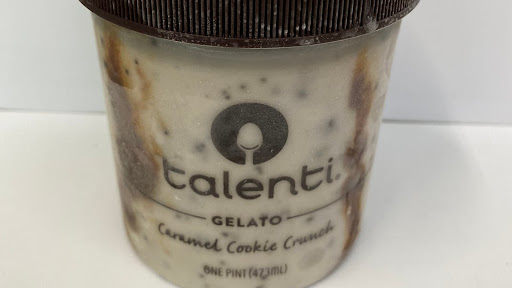 talenti.
GELATO
Caramel Cookie Crunch
ONE PINT (473mL)